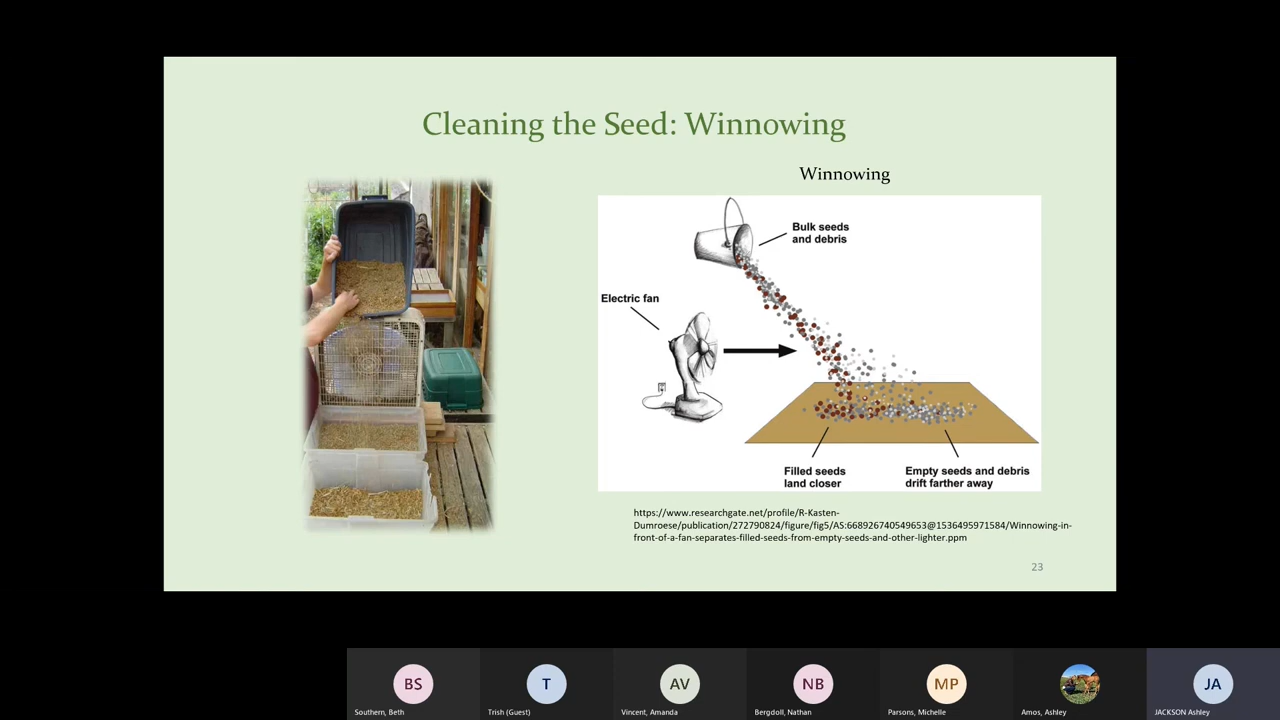 Cleaning the Seed: Winnowing
Winnowing
Bulk seeds
and debris
Electric fan
Filled seeds
land closer
Empty seeds and debris
drift farther away
https://www.researchgate.net/profile/R-Kasten-
Dumroese/publication/272790824/figure/fig5/AS:668926740549653@1536495971584/Winnowing-in-
front-of-a-fan-separates-filled-seeds-from-empty-seeds-and-other-lighter.ppm
23
BS
Southern, Beth
T
Trish (Guest)
AV
Vincent, Amanda
NB
Bergdoll, Nathan
MP
Parsons, Michelle
Amos, Ashley
JA
JACKSON Ashley